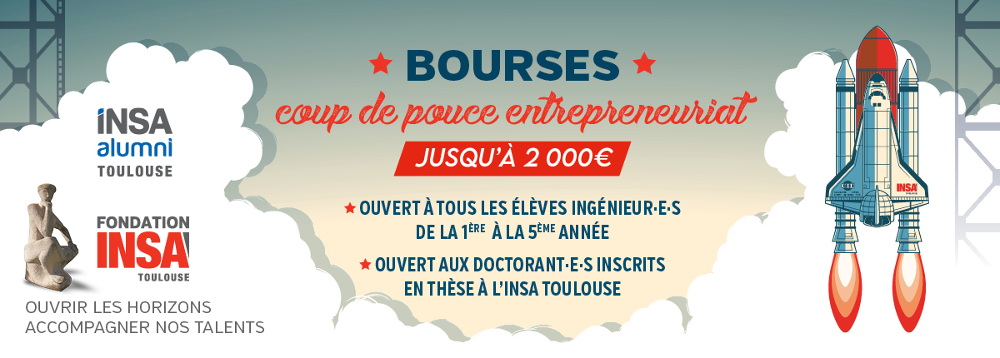 BOURSES
coup de pouce entrepreneuriat
JUSQU'À 2 000€
OUVERT À TOUS LES ÉLÈVES INGÉNIEUR·E·S
DE LA 1ÈRE À LA 5ÈME ANNÉE
OUVERT AUX DOCTORANT·E·S INSCRITS
EN THÈSE À L'INSA TOULOUSE
iNSA
alumni
TOULOUSE
FONDATION
INSA
TOULOUSE
OUVRIR LES HORIZONS
ACCOMPAGNER NOS TALENTS
INSA